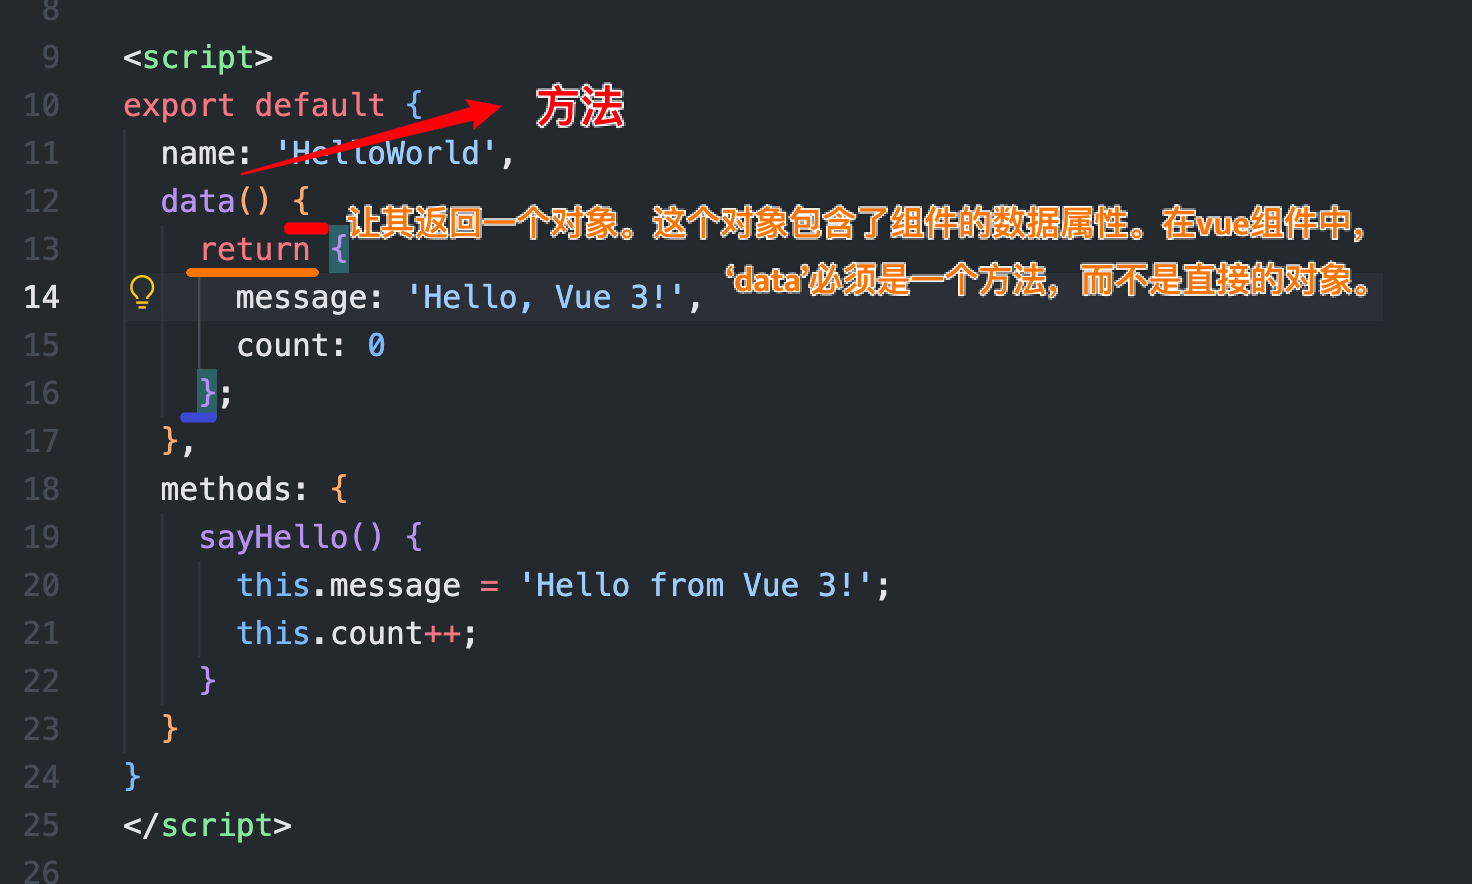 8
9 <script>
10 export default {
方法
11 name: 'HelloWorld',
12 data() {
让其返回一个对象。这个对象包含了组件的数据属性。在vue组件中，
13 return {
‘data’必须是一个方法，而不是直接的对象。
14 message: 'Hello, Vue 3!',
15 count: 0
16 };
17 },
18 methods: {
19 sayHello() {
20 this.message = 'Hello from Vue 3!';
21 this.count++;
22 }
23 }
24 }
25 </script>
26